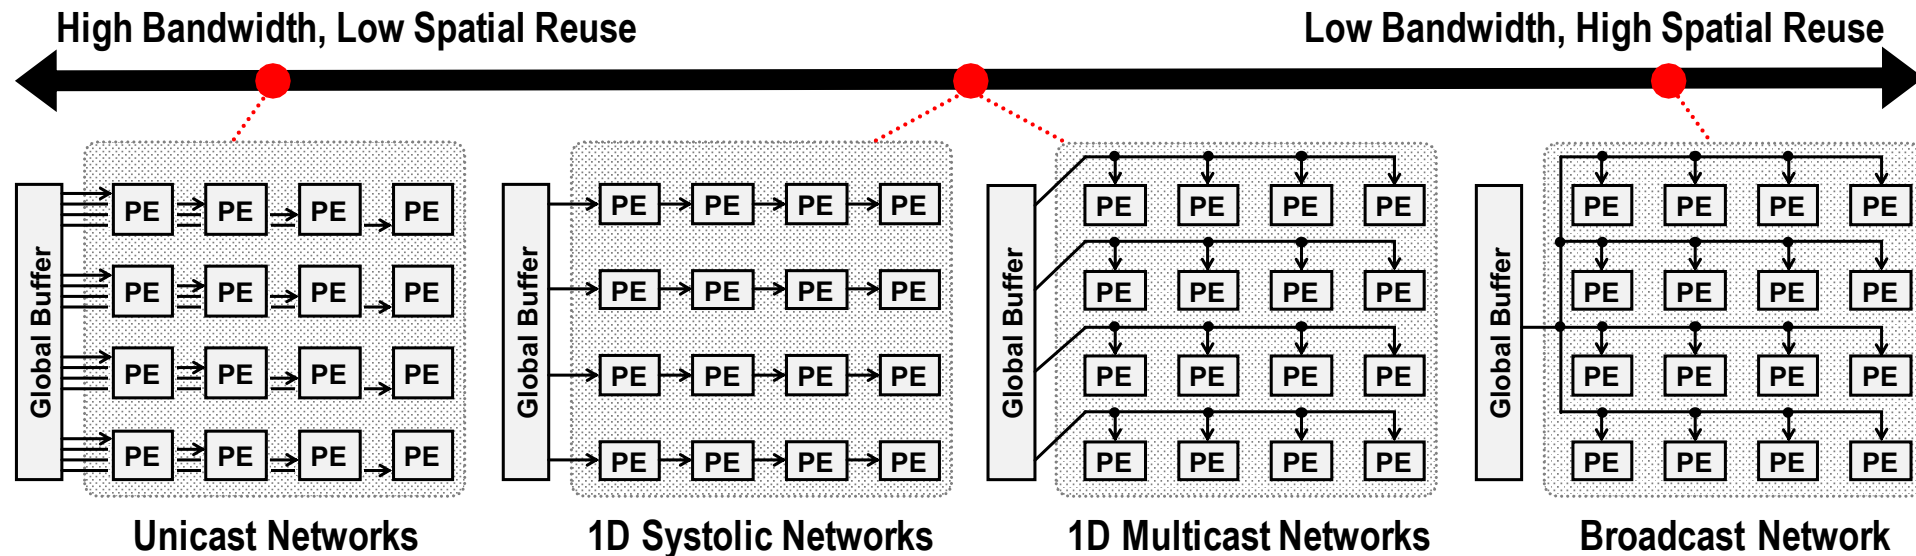 High Bandwidth, Low Spatial Reuse
Low Bandwidth, High Spatial Reuse
Global Buffer
PE PE PE PE
PE PE PE PE
PE PE PE PE
PE PE PE PE
Unicast Networks
Global Buffer
PE PE PE PE
PE PE PE PE
PE PE PE PE
PE PE PE PE
1D Systolic Networks
Global Buffer
PE PE PE PE
PE PE PE PE
PE PE PE PE
PE PE PE PE
1D Multicast Networks
Global Buffer
PE PE PE PE
PE PE PE PE
PE PE PE PE
PE PE PE PE
Broadcast Network